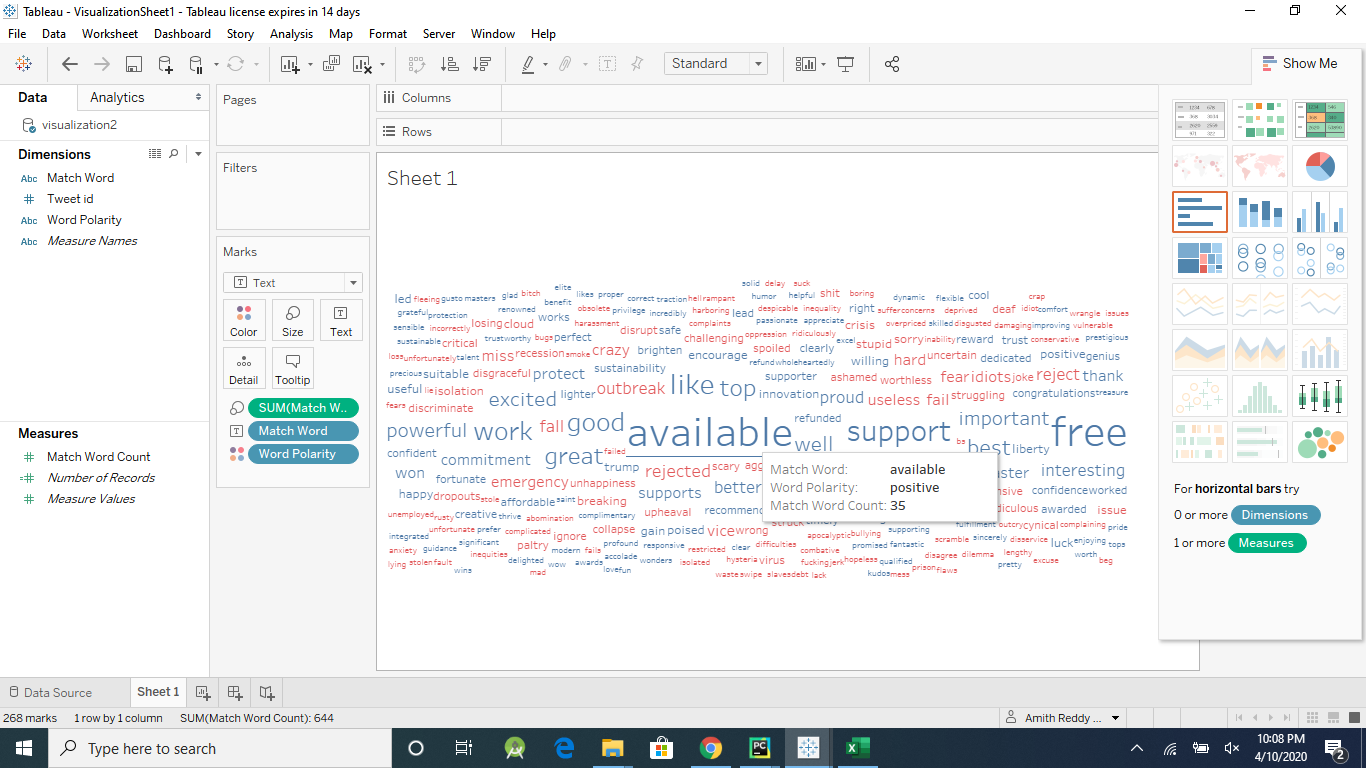 Tableau - VisualizationSheet1 - Tableau license expires in 14 days
File Data Worksheet Dashboard Story Analysis Map Format Server Window Help
Standard
Show Me
Data Analytics
visualization2
Dimensions
Abc Match Word
Tweet id
Abc Word Polarity
Abc Measure Names
Measures
Match Word Count
Number of Records
Measure Values
Pages
Filters
Marks
Text
Color Size Text
Detail Tooltip
SUM(Match W..
Match Word
Word Polarity
Columns
Rows
Sheet 1
solid delay suck
led fleeing gusto masters glad bitch elite likes proper correct traction hell rampant humor helpful shit boring dynamic flexible cool crap
grateful protection renowned benefit obsolete privilege incredibly harboring lead despicable inequality right suffer concerns deprived deaf idiot comfort wrangle issues
sensible incorrectly losing cloud works harassment disrupt safe complaints passionate appreciate crisis overpriced skilled disgusted damaging improving vulnerable
sustainable critical trustworthy bugs perfect challenging oppression ridiculously excel stupid sorry inability reward trust conservative prestigious
loss unfortunately talent miss recession smoke crazy brighten encourage spoiled clearly refund wholeheartedly willing hard uncertain dedicated positive genius
precious suitable disgraceful protect sustainability supporter ashamed worthless fear idiots joke reject thank
useful lie isolation excited lighter outbreak like top innovation proud useless fail struggling congratulations treasure
fears discriminate
powerful work fall good available refunded well support important best liberty free
confident commitment great failed trump rejected scary interesting
won fortunate emergency unhappiness supports better confidence worked
happy dropouts stole affordable saint breaking upheaval awarded issue
unemployed rusty creative thrive abomination complimentary collapse gain poised vice wrong struck fulfillment outcry cynical complaining pride
unfortunate prefer complicated ignore apocalyptic bullying supporting scramble sincerely disservice luck enjoying tops
integrated significant paltry profound responsive restricted clear difficulties combative promised fantastic disagree dilemma lengthy worth
anxiety guidance inequities modern fails accolade wonders isolated hysteria virus fucking jerk hopeless qualified prison flaws pretty excuse beg
lying stolen fault wins delighted wow awards love fun waste swipe slaves debt lack kudos mess
mad
Match Word: available
Word Polarity: positive
Match Word Count: 35
For horizontal bars try
0 or more Dimensions
1 or more Measures
Data Source Sheet 1
268 marks 1 row by 1 column SUM(Match Word Count): 644
Amith Reddy ...
Type here to search
10:08 PM
4/10/2020
2